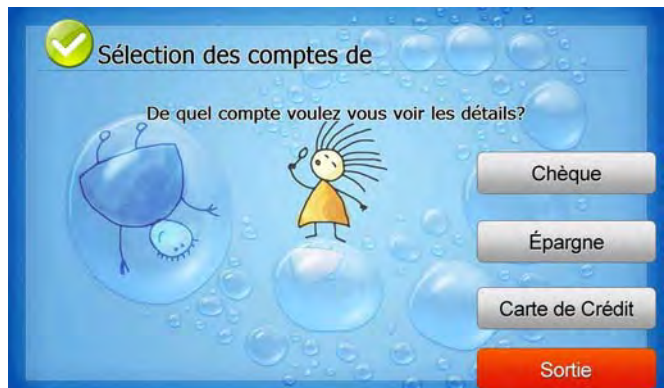 Sélection des comptes de
De quel compte voulez vous voir les détails?
Chèque
Épargne
Carte de Crédit
Sortie